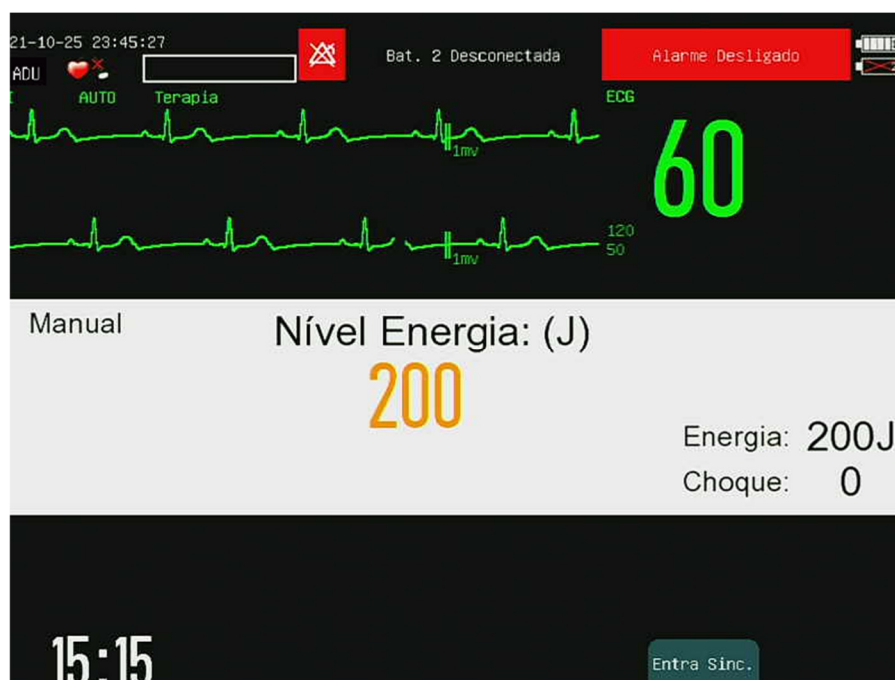 21-10-25 23:45:27
ADU
Bat. 2 Desconectada
Alarme Desligado
AUTO Terapia
ECG
1mv
60
120
50
1mv
Manual
Nível Energia: (J)
200
Energia: 200J
Choque: 0
15:15
Entra Sinc.